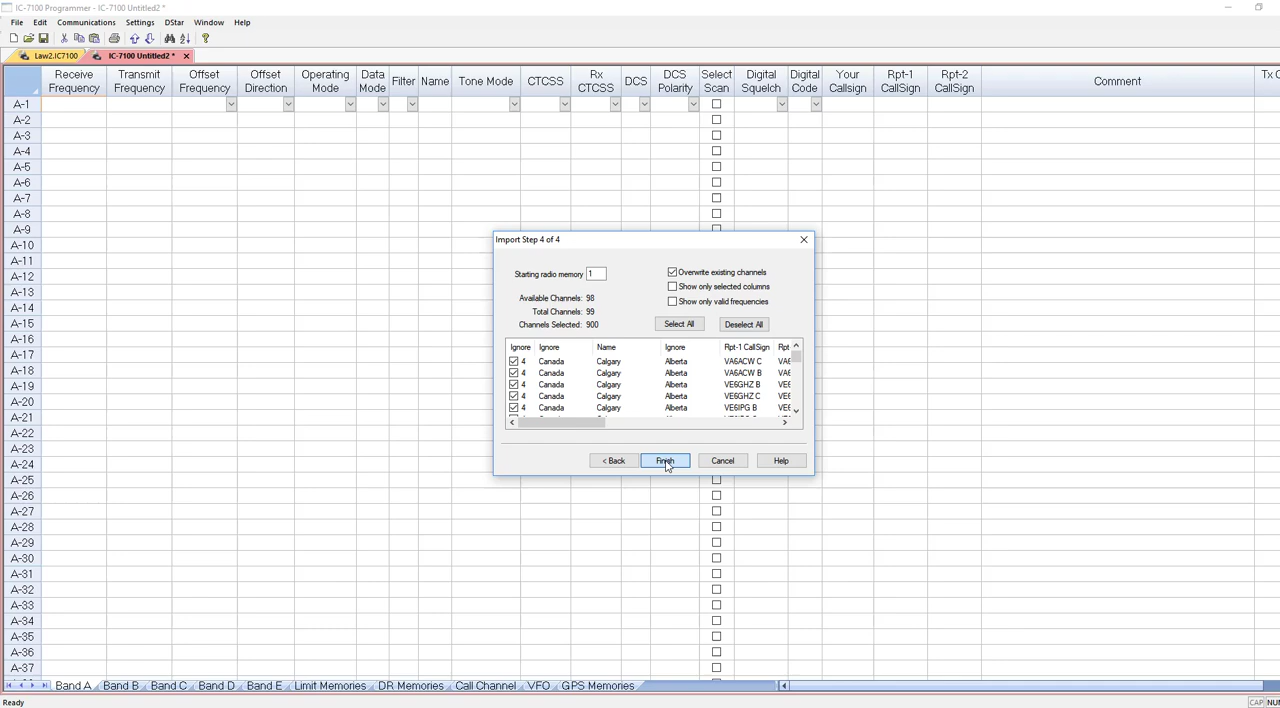 IC-7100 Programmer - IC-7100 Untitled2 *
File Edit Communications Settings DStar Window Help
Law2.IC7100 IC-7100 Untitled2 *
Receive Frequency Transmit Frequency Offset Frequency Offset Direction Operating Mode Data Mode Filter Name Tone Mode CTCSS Rx CTCSS DCS DCS Polarity Select Scan Digital Squelch Digital Code Your Callsign Rpt-1 CallSign Rpt-2 CallSign Comment
A-1
A-2
A-3
A-4
A-5
A-6
A-7
A-8
A-9
A-10
A-11
A-12
A-13
A-14
A-15
A-16
A-17
A-18
A-19
A-20
A-21
A-22
A-23
A-24
A-25
A-26
A-27
A-28
A-29
A-30
A-31
A-32
A-33
A-34
A-35
A-36
A-37
Import Step 4 of 4
Starting radio memory 1
Overwrite existing channels
Show only selected columns
Show only valid frequencies
Available Channels: 98
Total Channels: 99
Channels Selected: 900
Select All Deselect All
Ignore Ignore Name Ignore Rpt-1 CallSign Rpt
4 Canada Calgary Alberta VA6ACW C VA6
4 Canada Calgary Alberta VA6ACW B VA6
4 Canada Calgary Alberta VE6GHZ B VE6
4 Canada Calgary Alberta VE6GHZ C VE6
4 Canada Calgary Alberta VE6IPG B VE6
< Back Finish Cancel Help
Band A Band B Band C Band D Band E Limit Memories DR Memories Call Channel VFO GPS Memories
Ready
CAP NUM